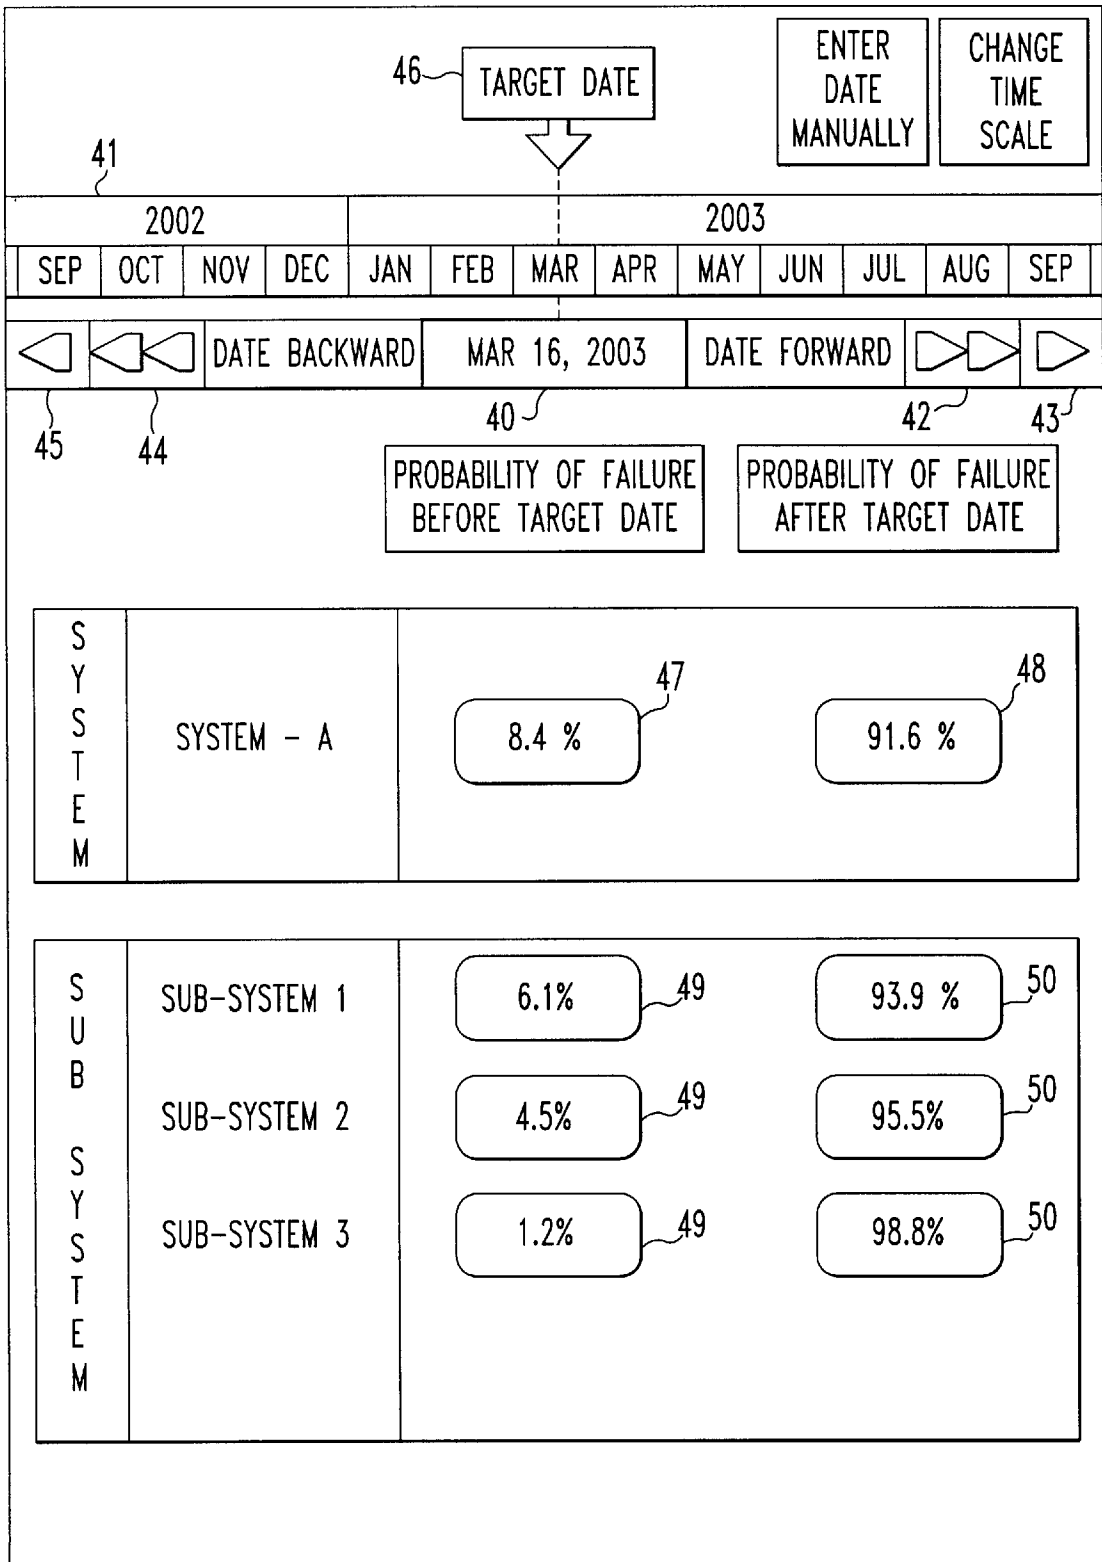 46
TARGET DATE
ENTER
DATE
MANUALLY
CHANGE
TIME
SCALE
41
2002 2003
SEP OCT NOV DEC JAN FEB MAR APR MAY JUN JUL AUG SEP
DATE BACKWARD MAR 16, 2003 DATE FORWARD
45 44 40 42 43
PROBABILITY OF FAILURE
BEFORE TARGET DATE
PROBABILITY OF FAILURE
AFTER TARGET DATE
SYSTEM
SYSTEM - A 8.4 % 47 91.6 % 48
SUB SYSTEM
SUB-SYSTEM 1 6.1% 49 93.9 % 50
SUB-SYSTEM 2 4.5% 49 95.5% 50
SUB-SYSTEM 3 1.2% 49 98.8% 50